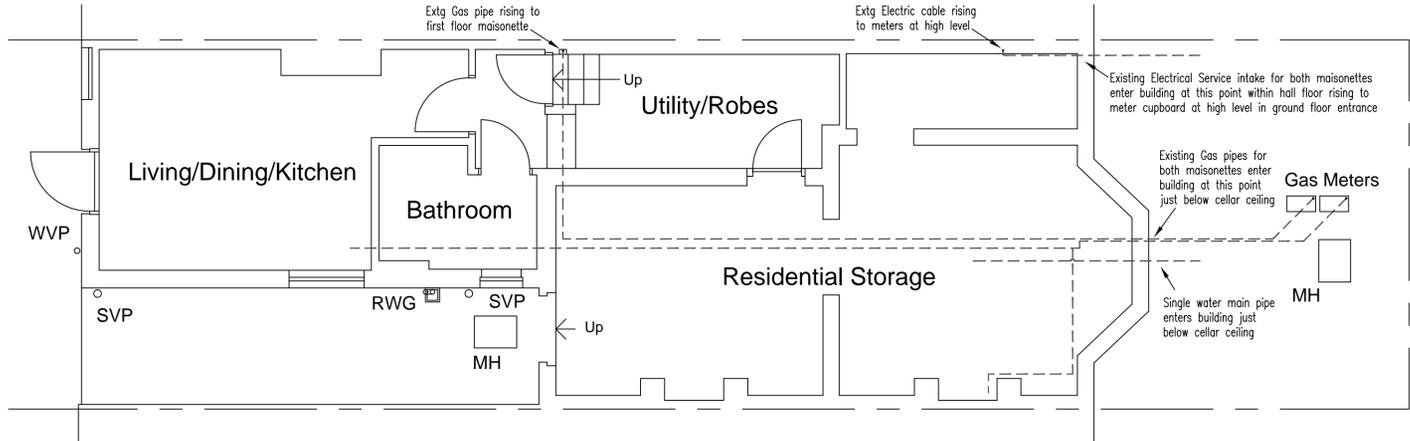 Extg Gas pipe rising to
first floor maisonette
Extg Electric cable rising
to meters at high level
Up
Utility/Robes
Existing Electrical Service intake for both maisonettes
enter building at this point within hall floor rising to
meter cupboard at high level in ground floor entrance
Living/Dining/Kitchen
Bathroom
Existing Gas pipes for
both maisonettes enter
building at this point
just below cellar ceiling
Gas Meters
WVP
Residential Storage
MH
SVP
RWG
SVP
MH
Up
Single water main pipe
enters building just
below cellar ceiling